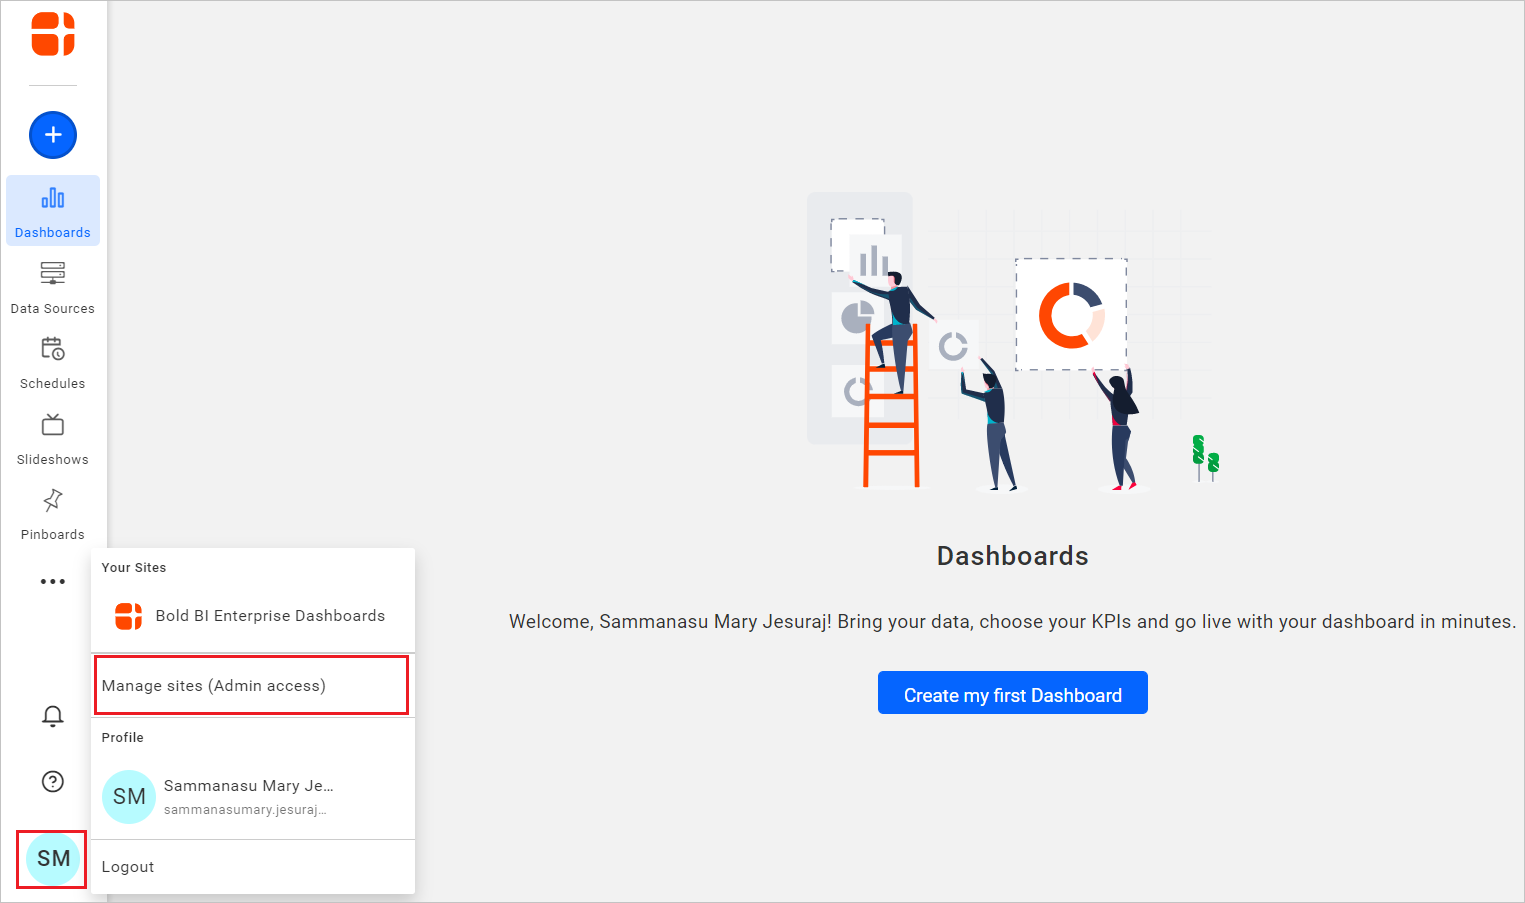 Dashboards
Data Sources
Schedules
Slideshows
Pinboards
Your Sites
Bold BI Enterprise Dashboards
Manage sites (Admin access)
Profile
SM
Sammanasu Mary Je...
sammanasumary.jesuraj...
Logout
SM
Dashboards
Welcome, Sammanasu Mary Jesuraj! Bring your data, choose your KPIs and go live with your dashboard in minutes.
Create my first Dashboard